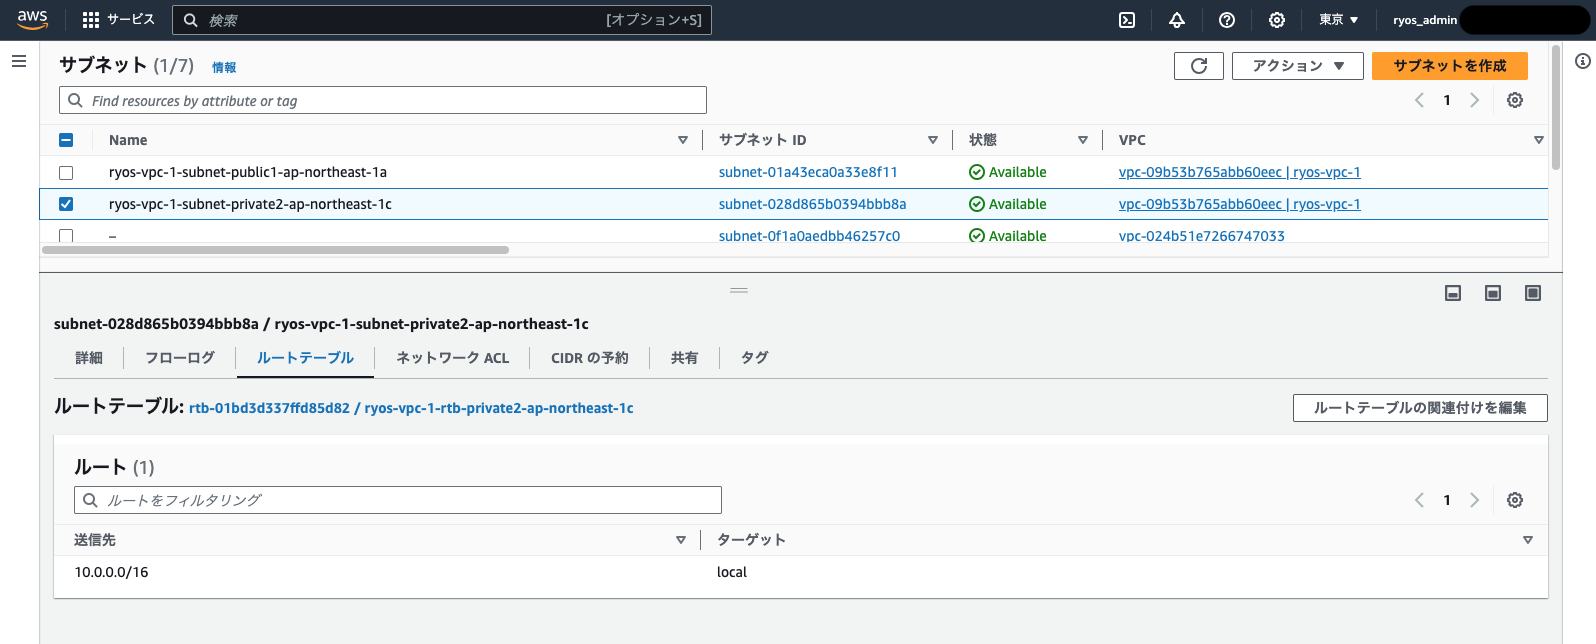 aws サービス 検索 [オプション+S] 東京 ryos_admin
サブネット (1/7) 情報
アクション サブネットを作成
Find resources by attribute or tag
1
Name サブネット ID 状態 VPC
ryos-vpc-1-subnet-public1-ap-northeast-1a subnet-01a43eca0a33e8f11 Available vpc-09b53b765abb60eec | ryos-vpc-1
ryos-vpc-1-subnet-private2-ap-northeast-1c subnet-028d865b0394bbb8a Available vpc-09b53b765abb60eec | ryos-vpc-1
– subnet-0f1a0aedbb46257c0 Available vpc-024b51e7266747033
subnet-028d865b0394bbb8a / ryos-vpc-1-subnet-private2-ap-northeast-1c
詳細 フローログ ルートテーブル ネットワーク ACL CIDR の予約 共有 タグ
ルートテーブル: rtb-01bd3d337ffd85d82 / ryos-vpc-1-rtb-private2-ap-northeast-1c
ルートテーブルの関連付けを編集
ルート (1)
ルートをフィルタリング
1
送信先 ターゲット
10.0.0.0/16 local